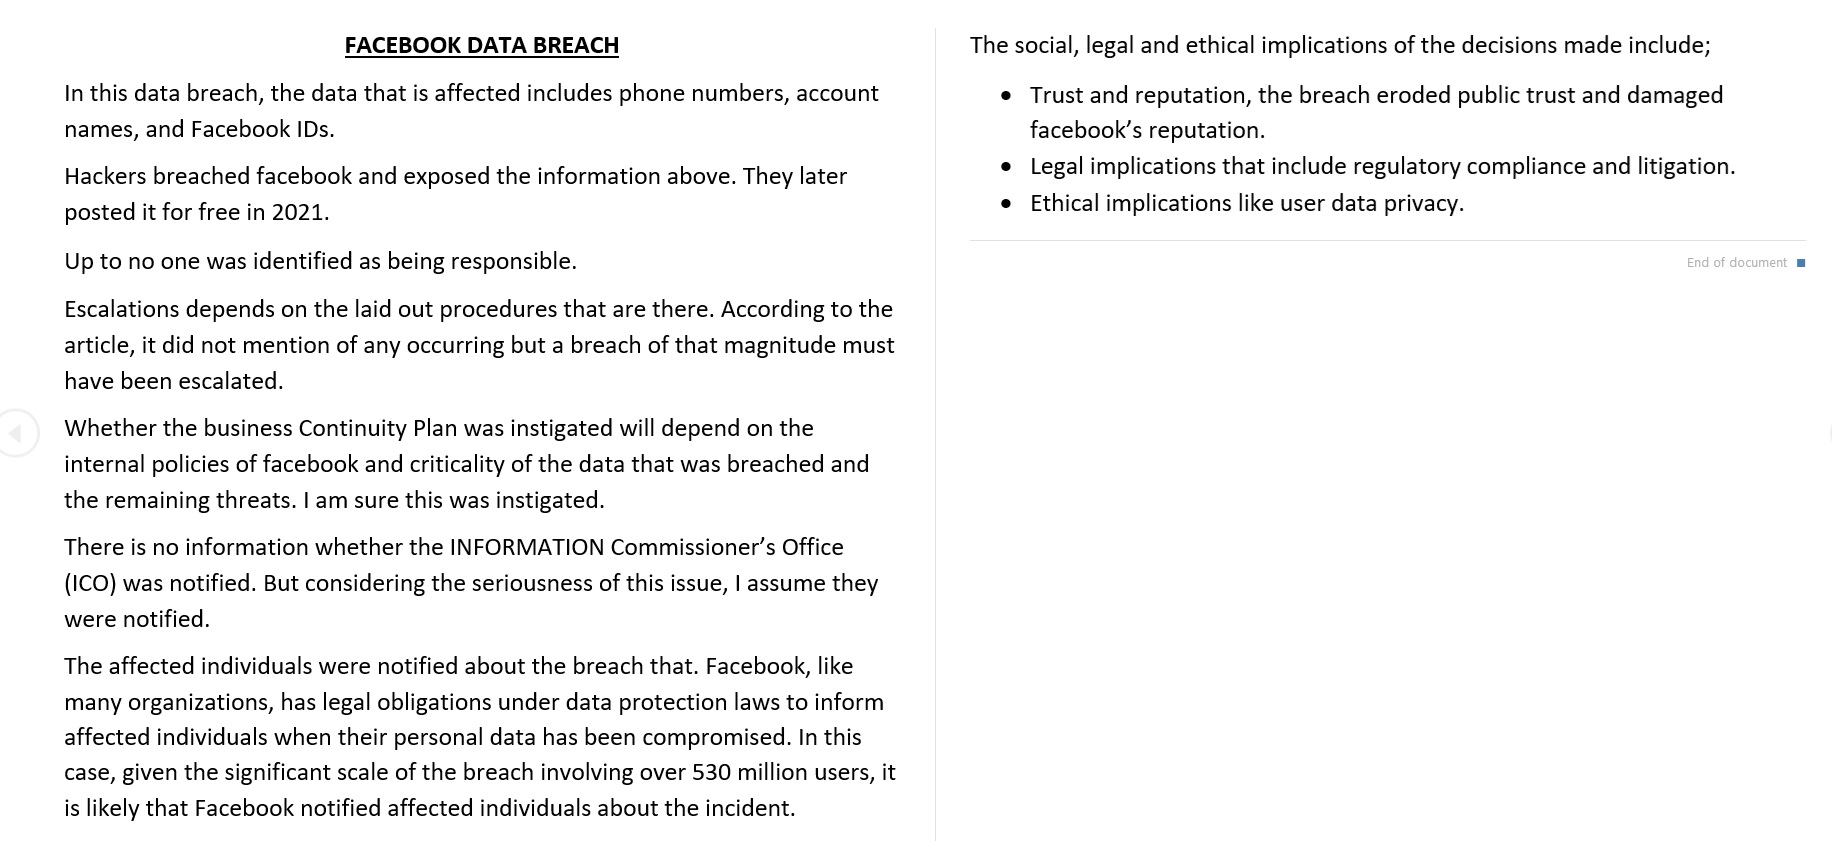 FACEBOOK DATA BREACH
In this data breach, the data that is affected includes phone numbers, account
names, and Facebook IDs.
Hackers breached facebook and exposed the information above. They later
posted it for free in 2021.
Up to no one was identified as being responsible.
Escalations depends on the laid out procedures that are there. According to the
article, it did not mention of any occurring but a breach of that magnitude must
have been escalated.
Whether the business Continuity Plan was instigated will depend on the
internal policies of facebook and criticality of the data that was breached and
the remaining threats. I am sure this was instigated.
There is no information whether the INFORMATION Commissioner’s Office
(ICO) was notified. But considering the seriousness of this issue, I assume they
were notified.
The affected individuals were notified about the breach that. Facebook, like
many organizations, has legal obligations under data protection laws to inform
affected individuals when their personal data has been compromised. In this
case, given the significant scale of the breach involving over 530 million users, it
is likely that Facebook notified affected individuals about the incident.
The social, legal and ethical implications of the decisions made include;
• Trust and reputation, the breach eroded public trust and damaged
facebook’s reputation.
• Legal implications that include regulatory compliance and litigation.
• Ethical implications like user data privacy.
End of document